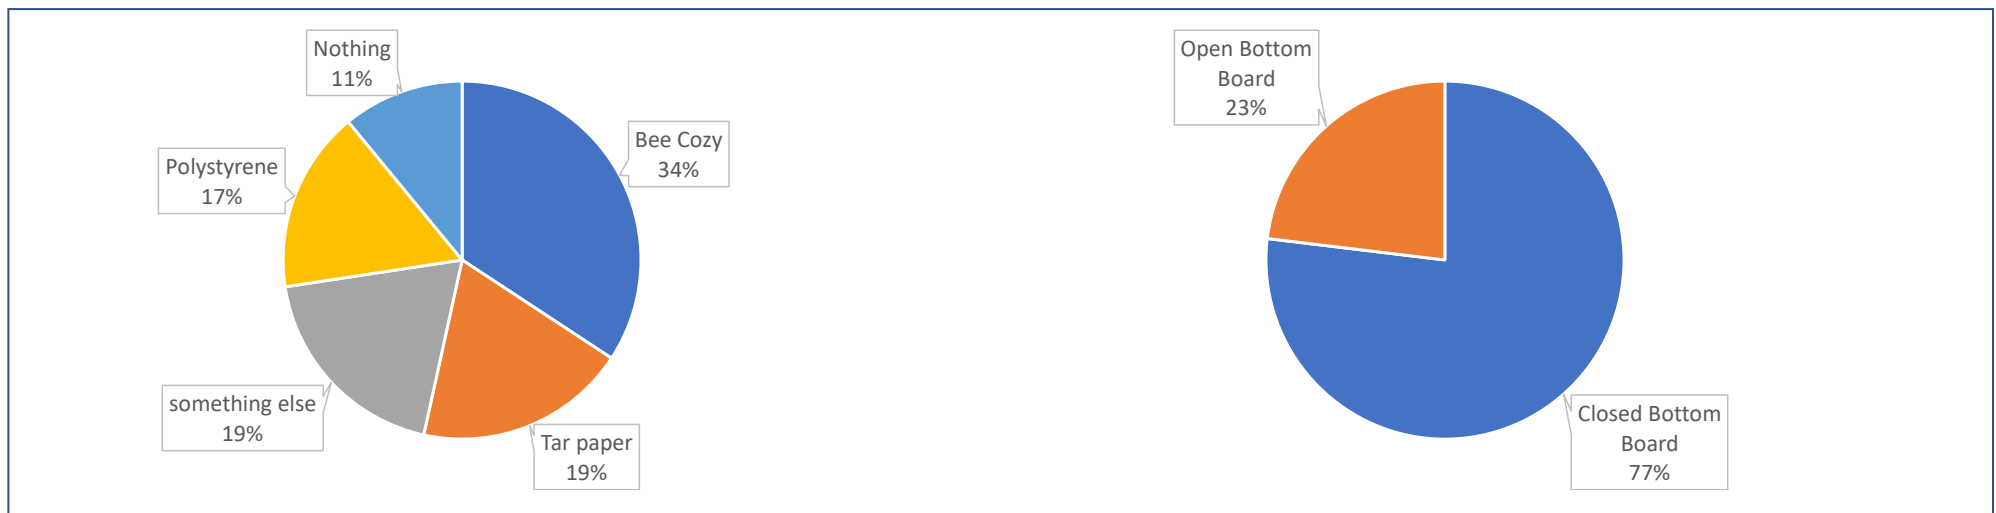 Nothing
11%
Bee Cozy
34%
Polystyrene
17%
something else
19%
Tar paper
19%
Open Bottom
Board
23%
Closed Bottom
Board
77%